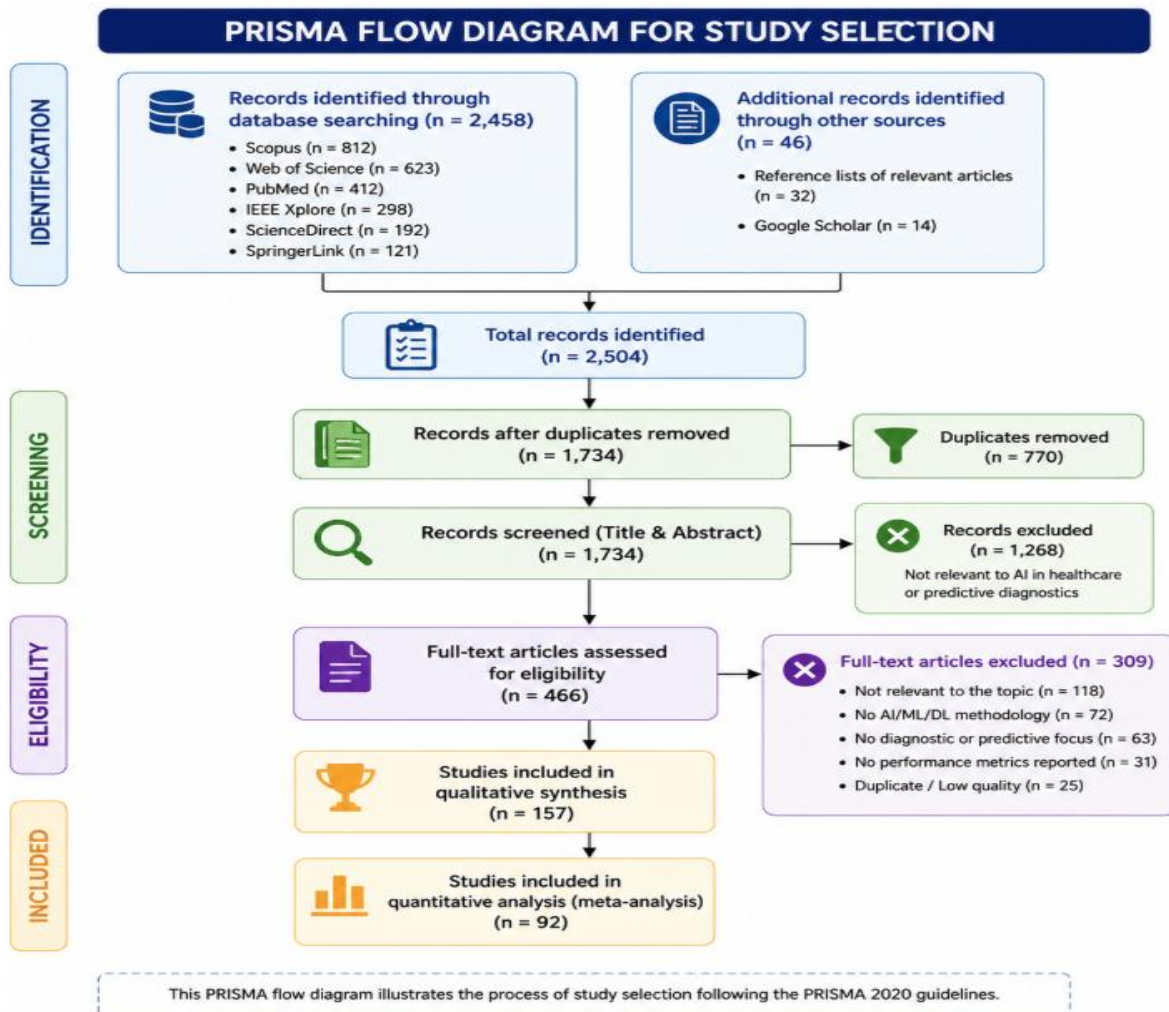 PRISMA FLOW DIAGRAM FOR STUDY SELECTION
IDENTIFICATION
Records identified through
database searching (n = 2,458)
• Scopus (n = 812)
• Web of Science (n = 623)
• PubMed (n = 412)
• IEEE Xplore (n = 298)
• ScienceDirect (n = 192)
• SpringerLink (n = 121)
Additional records identified
through other sources
(n = 46)
• Reference lists of relevant articles
(n = 32)
• Google Scholar (n = 14)
Total records identified
(n = 2,504)
SCREENING
Records after duplicates removed
(n = 1,734)
Duplicates removed
(n = 770)
Records screened (Title & Abstract)
(n = 1,734)
Records excluded
(n = 1,268)
Not relevant to AI in healthcare
or predictive diagnostics
ELIGIBILITY
Full-text articles assessed
for eligibility
(n = 466)
Full-text articles excluded (n = 309)
• Not relevant to the topic (n = 118)
• No AI/ML/DL methodology (n = 72)
• No diagnostic or predictive focus (n = 63)
• No performance metrics reported (n = 31)
• Duplicate / Low quality (n = 25)
INCLUDED
Studies included in
qualitative synthesis
(n = 157)
Studies included in
quantitative analysis (meta-analysis)
(n = 92)
This PRISMA flow diagram illustrates the process of study selection following the PRISMA 2020 guidelines.